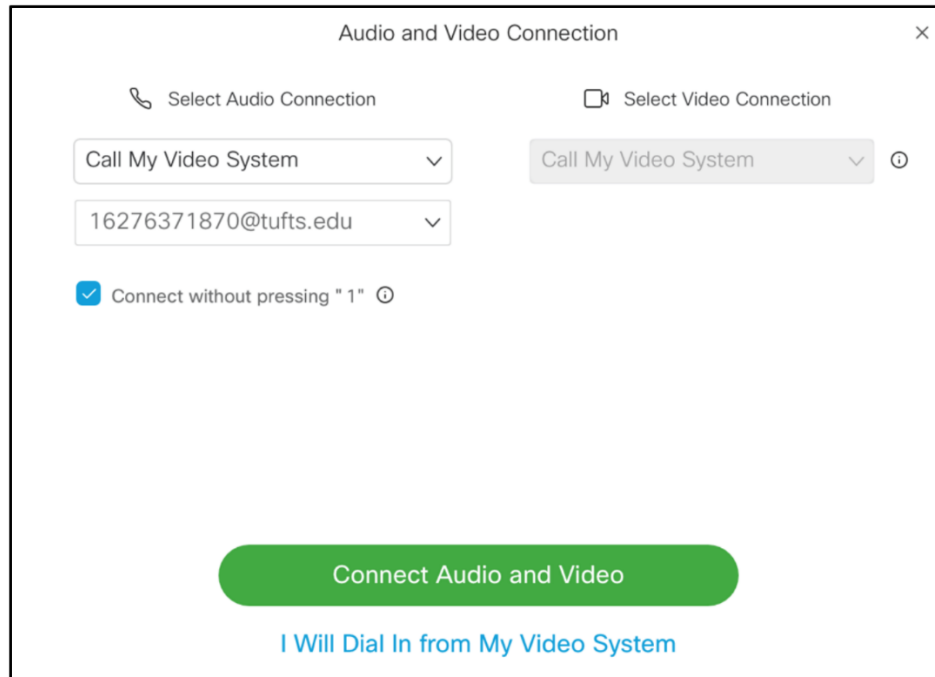 Audio and Video Connection
Select Audio Connection
Select Video Connection
Call My Video System
Call My Video System
16276371870@tufts.edu
Connect without pressing " 1"
Connect Audio and Video
I Will Dial In from My Video System